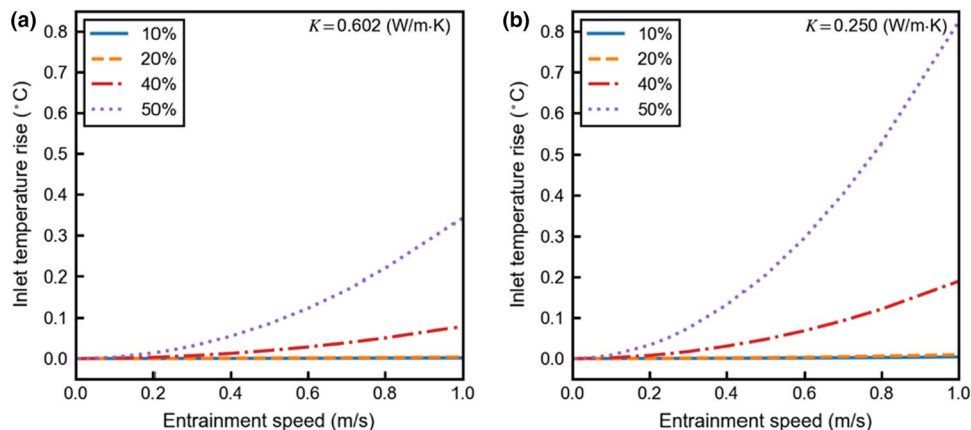 (a)
K=0.602 (W/m·K)
10%
20%
40%
50%
Inlet temperature rise (°C)
0.8
0.7
0.6
0.5
0.4
0.3
0.2
0.1
0.0
0.0 0.2 0.4 0.6 0.8 1.0
Entrainment speed (m/s)
(b)
K=0.250 (W/m·K)
10%
20%
40%
50%
Inlet temperature rise (°C)
0.8
0.7
0.6
0.5
0.4
0.3
0.2
0.1
0.0
0.0 0.2 0.4 0.6 0.8 1.0
Entrainment speed (m/s)